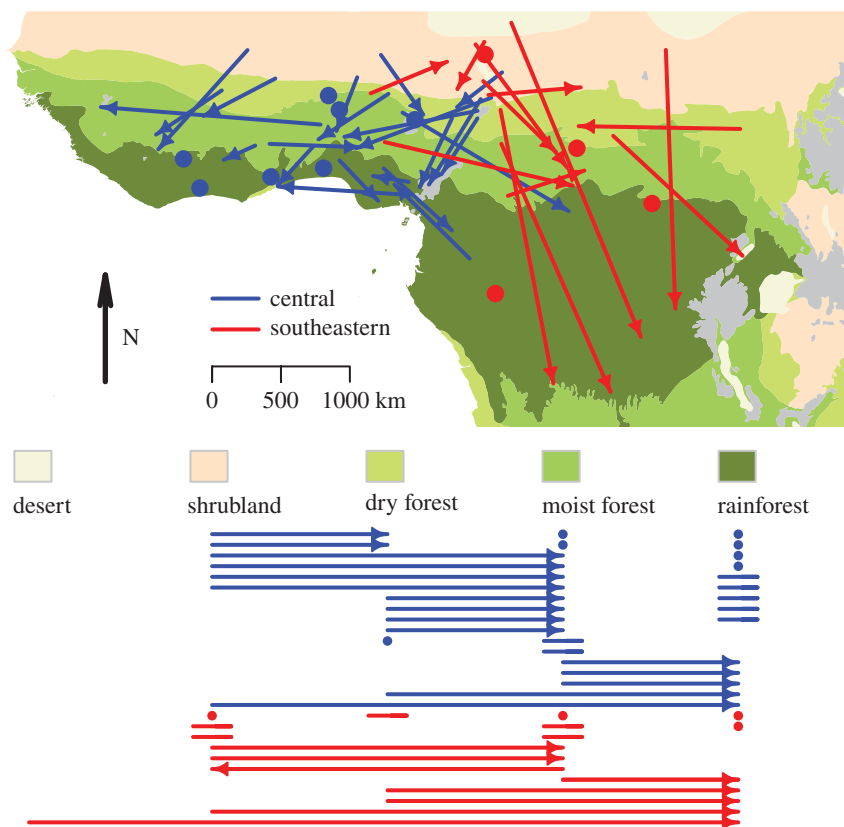 central
southeastern
N
0 500 1000 km
desert shrubland dry forest moist forest rainforest